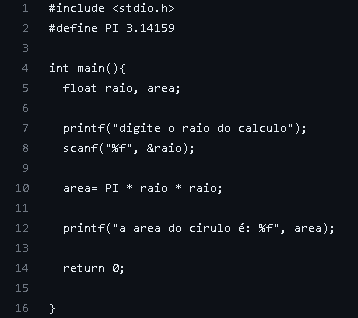 1 #include <stdio.h>
2 #define PI 3.14159
3
4 int main(){
5 float raio, area;
6
7 printf("digite o raio do calculo");
8 scanf("%f", &raio);
9
10 area= PI * raio * raio;
11
12 printf("a area do cirulo é: %f", area);
13
14 return 0;
15
16 }